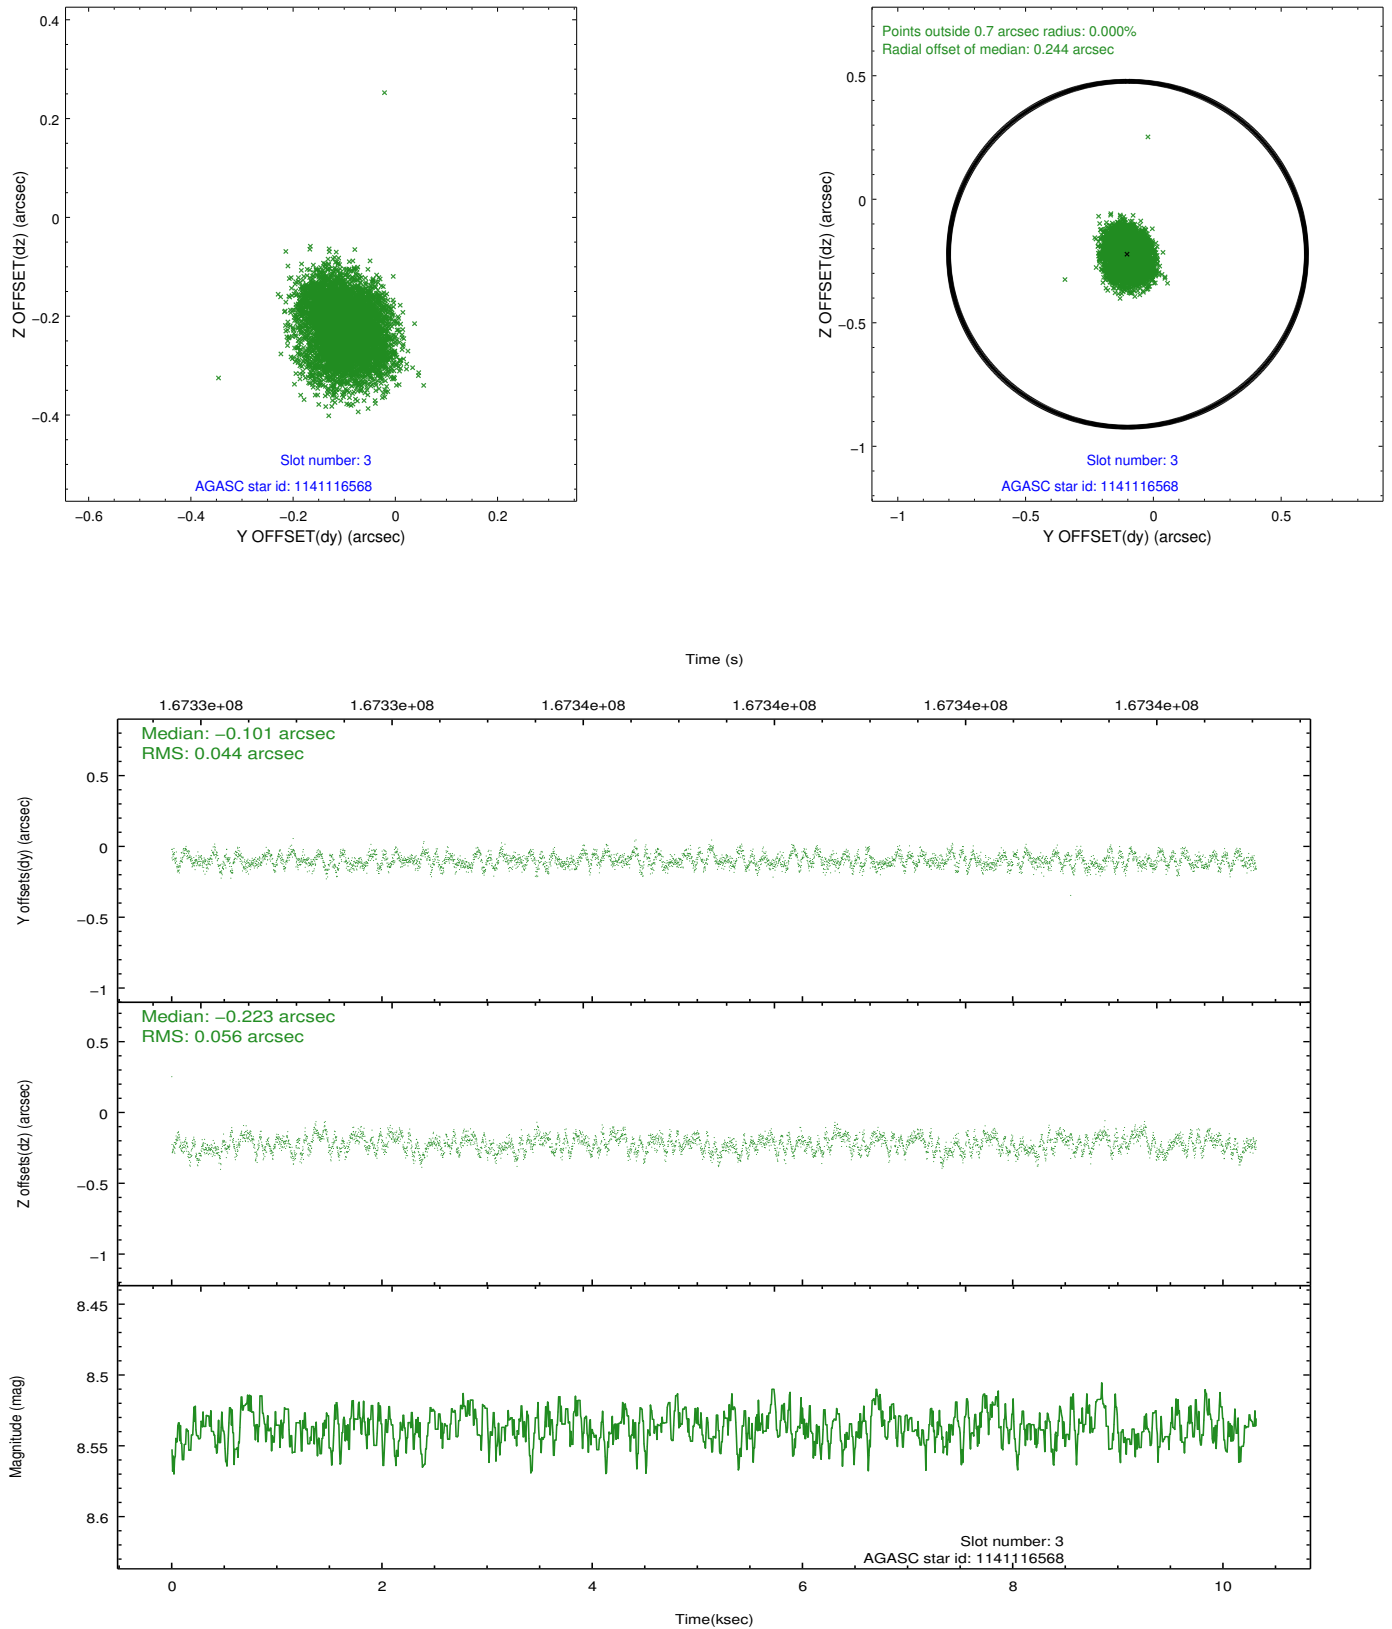 0.4
0.2
0
−0.2
−0.4
Z OFFSET(dz) (arcsec)
Slot number: 3
AGASC star id: 1141116568
−0.6
−0.4
−0.2
0
0.2
Y OFFSET(dy) (arcsec)
Points outside 0.7 arcsec radius: 0.000%
Radial offset of median: 0.244 arcsec
0.5
0
−0.5
−1
Z OFFSET(dz) (arcsec)
Slot number: 3
AGASC star id: 1141116568
−1
−0.5
0
0.5
Y OFFSET(dy) (arcsec)
Time (s)
1.6733e+08
1.6733e+08
1.6734e+08
1.6734e+08
1.6734e+08
1.6734e+08
Median: −0.101 arcsec
RMS: 0.044 arcsec
0.5
0
−0.5
−1
Y offsets(dy) (arcsec)
Median: −0.223 arcsec
RMS: 0.056 arcsec
0.5
0
−0.5
−1
Z offsets(dz) (arcsec)
8.45
8.5
8.55
8.6
Magnitude (mag)
Slot number: 3
AGASC star id: 1141116568
0
2
4
6
8
10
Time(ksec)